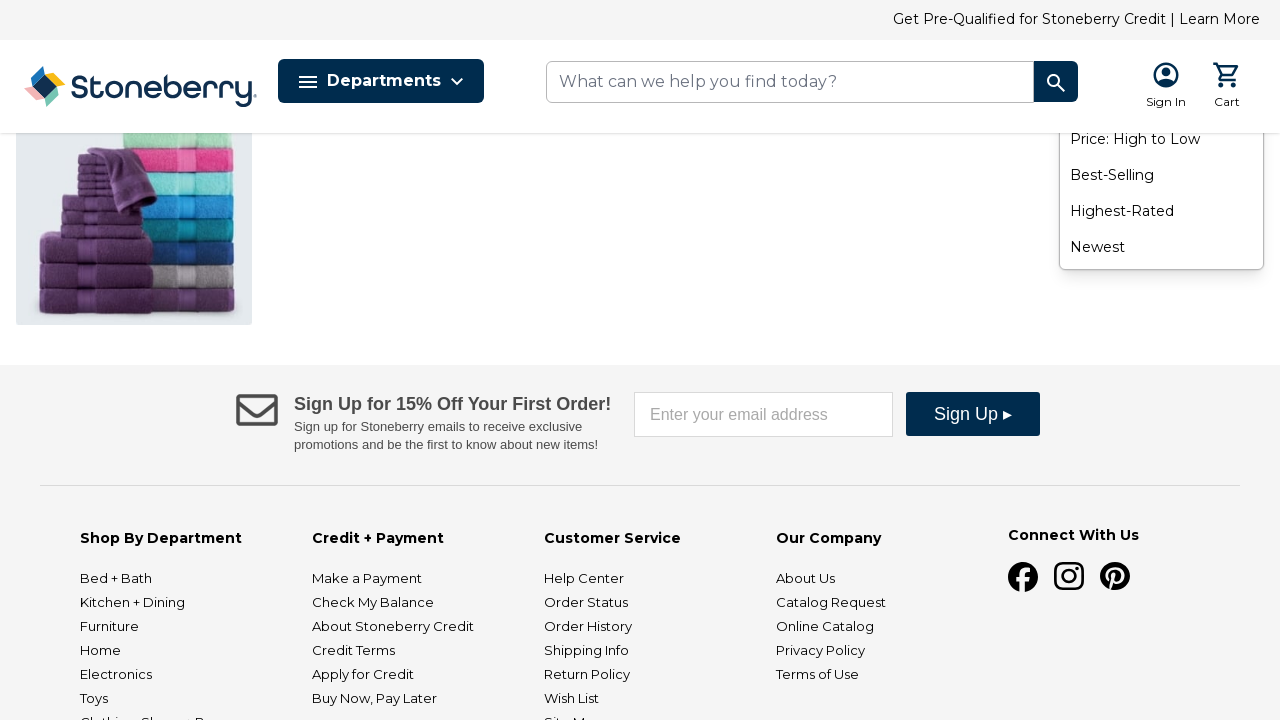 Get Pre-Qualified for Stoneberry Credit | Learn More
Stoneberry
Departments
What can we help you find today?
Sign In
Cart
Price: High to Low
Best-Selling
Highest-Rated
Newest
Sign Up for 15% Off Your First Order!
Sign up for Stoneberry emails to receive exclusive
promotions and be the first to know about new items!
Enter your email address
Sign Up ▸
Shop By Department
Bed + Bath
Kitchen + Dining
Furniture
Home
Electronics
Toys
Credit + Payment
Make a Payment
Check My Balance
About Stoneberry Credit
Credit Terms
Apply for Credit
Buy Now, Pay Later
Customer Service
Help Center
Order Status
Order History
Shipping Info
Return Policy
Wish List
Our Company
About Us
Catalog Request
Online Catalog
Privacy Policy
Terms of Use
Connect With Us